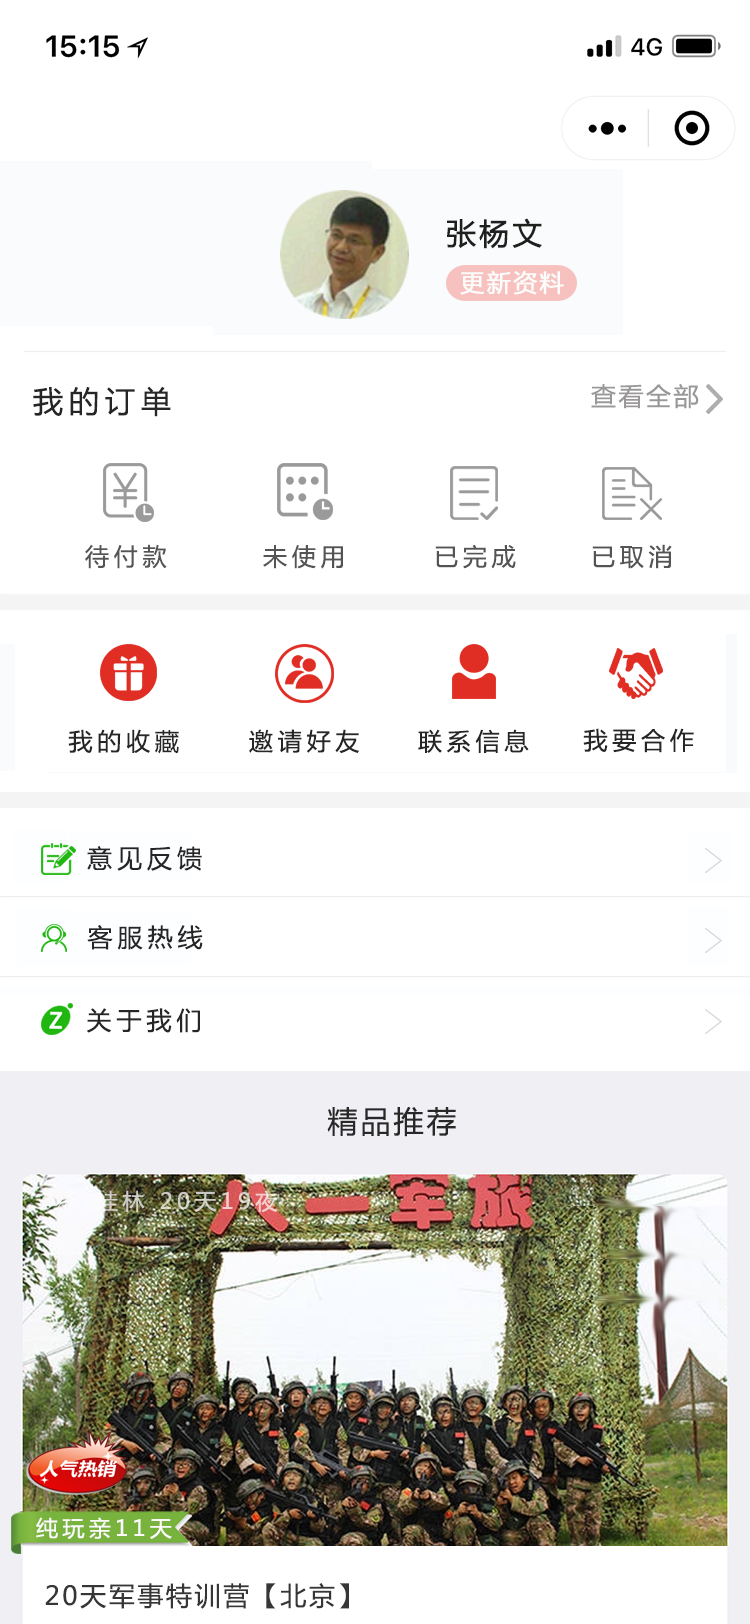 15:15
4G
张杨文
更新资料
我的订单
查看全部
待付款 未使用 已完成 已取消
我的收藏 邀请好友 联系信息 我要合作
意见反馈
客服热线
关于我们
精品推荐
桂林 20天19夜
八一军旅
人气热销
纯玩亲11天
20天军事特训营【北京】